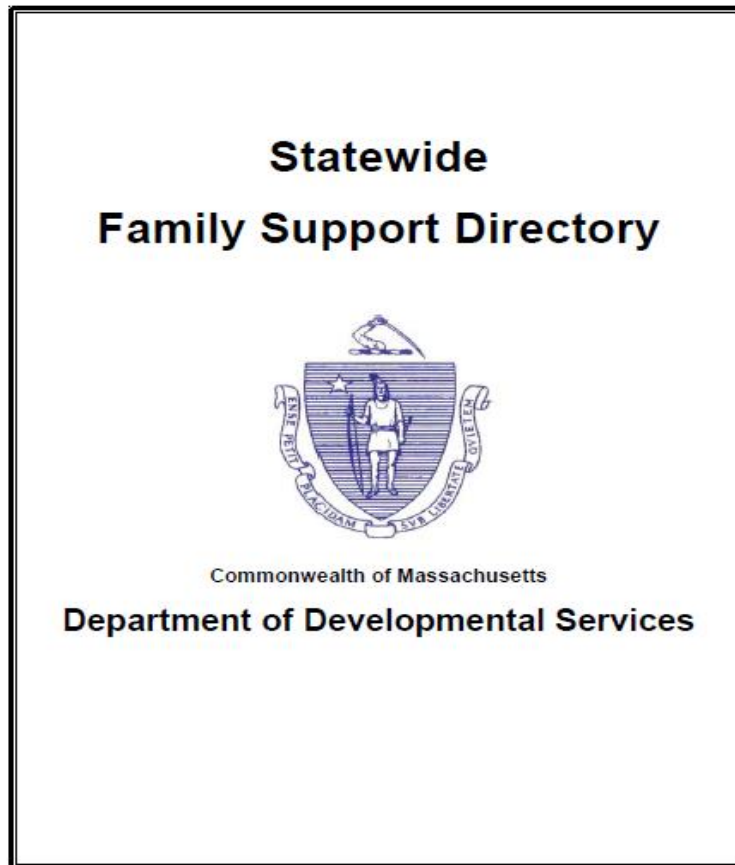 Statewide
Family Support Directory
ENSE PETIT
PLACIDAM
SVB LIBERTATE
QVIETEM
Commonwealth of Massachusetts
Department of Developmental Services